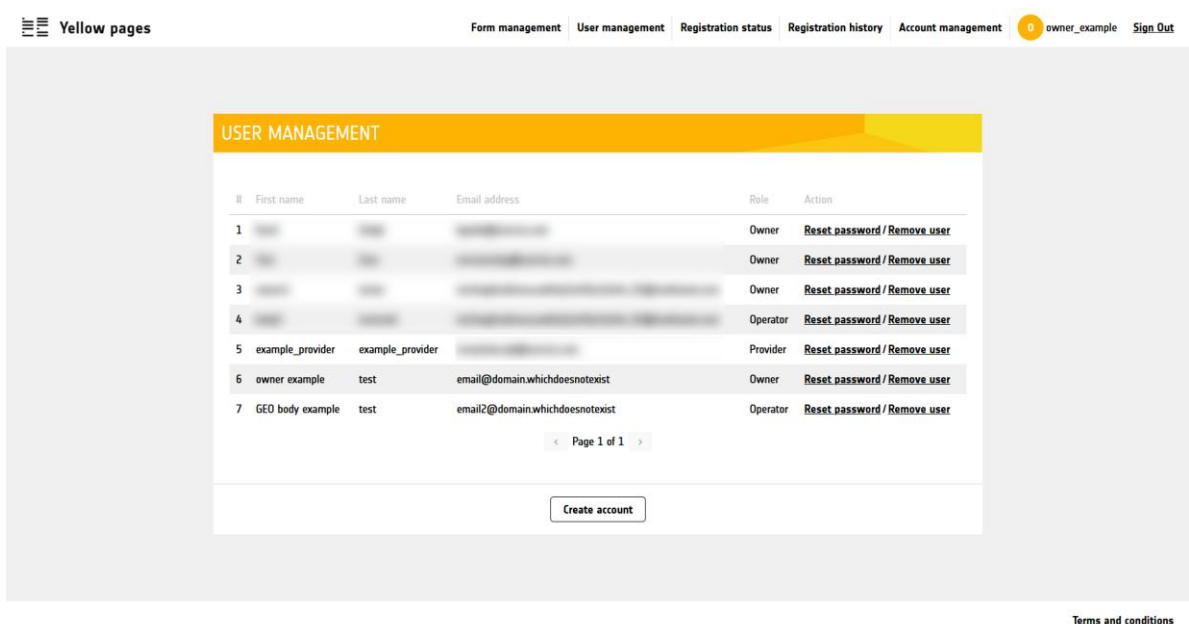 Yellow pages
Form management User management Registration status Registration history Account management O owner_example Sign Out
USER MANAGEMENT
# First name Last name Email address Role Action
1 Owner Reset password / Remove user
2 Owner Reset password / Remove user
3 Owner Reset password / Remove user
4 Operator Reset password / Remove user
5 example_provider example_provider Provider Reset password / Remove user
6 owner example test email@domain.whichdoesnotexist Owner Reset password / Remove user
7 GEO body example test email2@domain.whichdoesnotexist Operator Reset password / Remove user
< Page 1 of 1 >
Create account
Terms and conditions